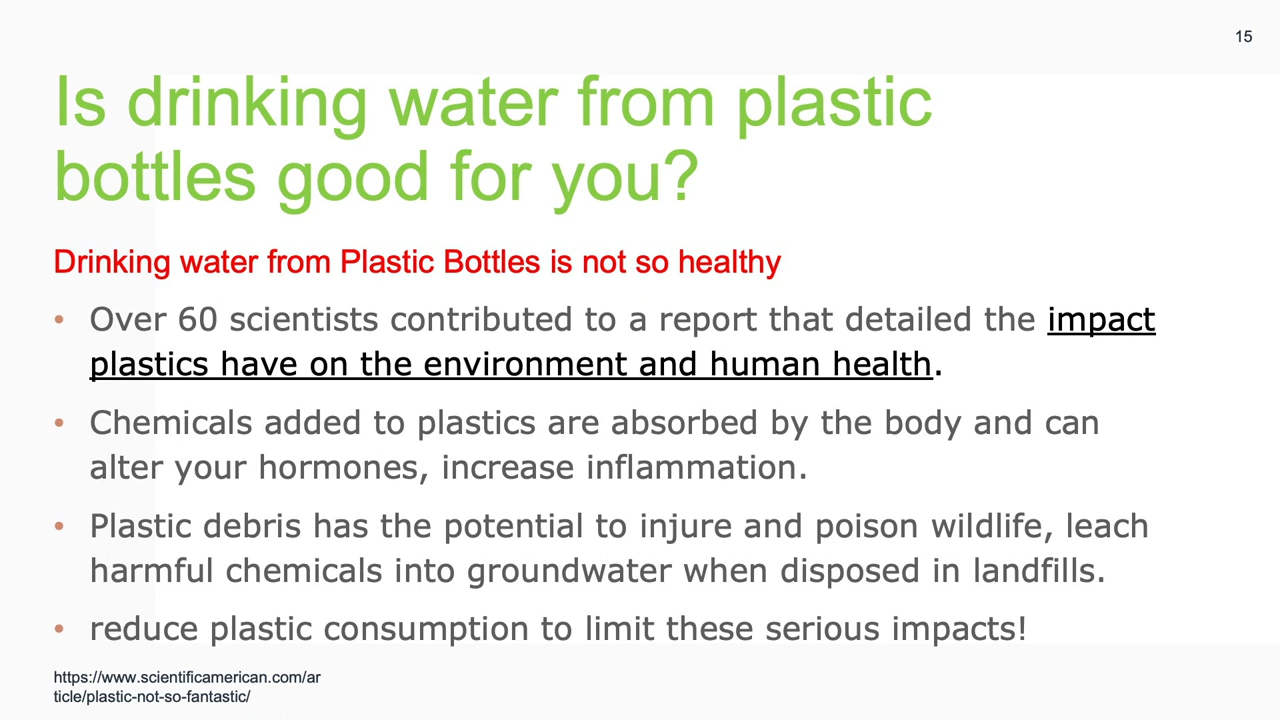 15
Is drinking water from plastic
bottles good for you?
Drinking water from Plastic Bottles is not so healthy
• Over 60 scientists contributed to a report that detailed the impact
plastics have on the environment and human health.
• Chemicals added to plastics are absorbed by the body and can
alter your hormones, increase inflammation.
• Plastic debris has the potential to injure and poison wildlife, leach
harmful chemicals into groundwater when disposed in landfills.
• reduce plastic consumption to limit these serious impacts!
https://www.scientificamerican.com/ar
ticle/plastic-not-so-fantastic/